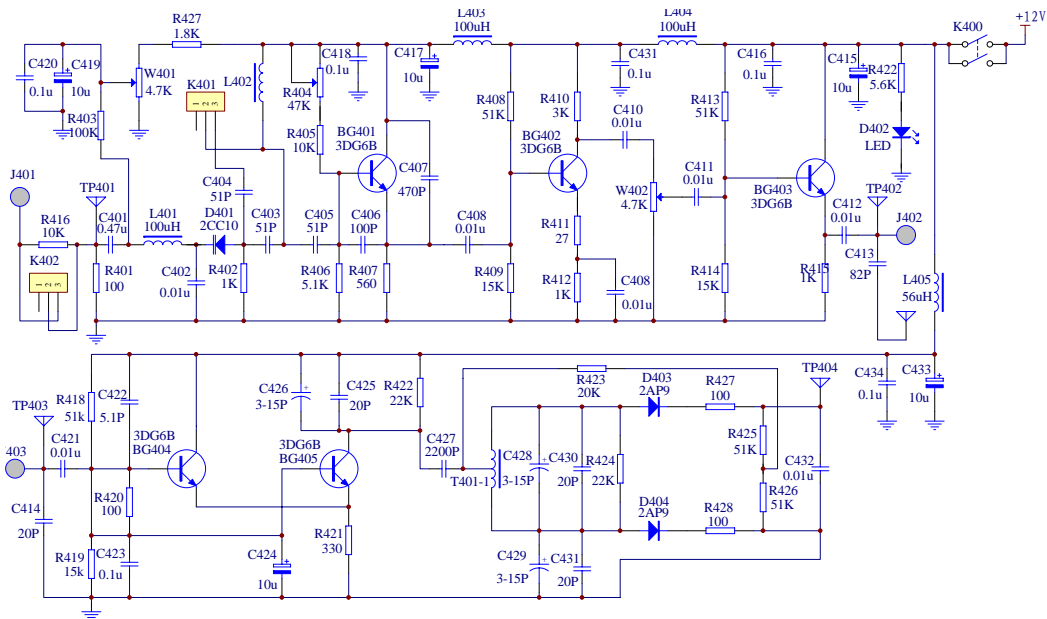 L403
100uH
L404
100uH
+12V
K400
R427
1.8K
C420
0.1u
C419
10u
W401
4.7K
K401
1 2 3
L402
R403
100K
R404
47K
R405
10K
C418
0.1u
C417
10u
BG401
3DG6B
C407
470P
R408
51K
R410
3K
C431
0.1u
C410
0.01u
BG402
3DG6B
W402
4.7K
R413
51K
C411
0.01u
C416
0.1u
C415
10u
R422
5.6K
D402
LED
BG403
3DG6B
TP402
C412
0.01u
J402
C413
82P
L405
56uH
J401
TP401
R416
10K
K402
1 2 3
C401
0.47u
R401
100
L401
100uH
C402
0.01u
D401
2CC10
C404
51P
R402
1K
C403
51P
C405
51P
C406
100P
R406
5.1K
R407
560
C408
0.01u
R409
15K
R411
27
R412
1K
C408
0.01u
R414
15K
R415
1K
TP403
403
R418
51k
C422
5.1P
C421
0.01u
3DG6B
BG404
R420
100
C414
20P
R419
15k
C423
0.1u
C424
10u
C426
3-15P
C425
20P
R422
22K
3DG6B
BG405
R421
330
C427
2200P
T401-1
C428
3-15P
C430
20P
R424
22K
C429
3-15P
C431
20P
R423
20K
D403
2AP9
R427
100
D404
2AP9
R428
100
R425
51K
R426
51K
C432
0.01u
TP404
C434
0.1u
C433
10u